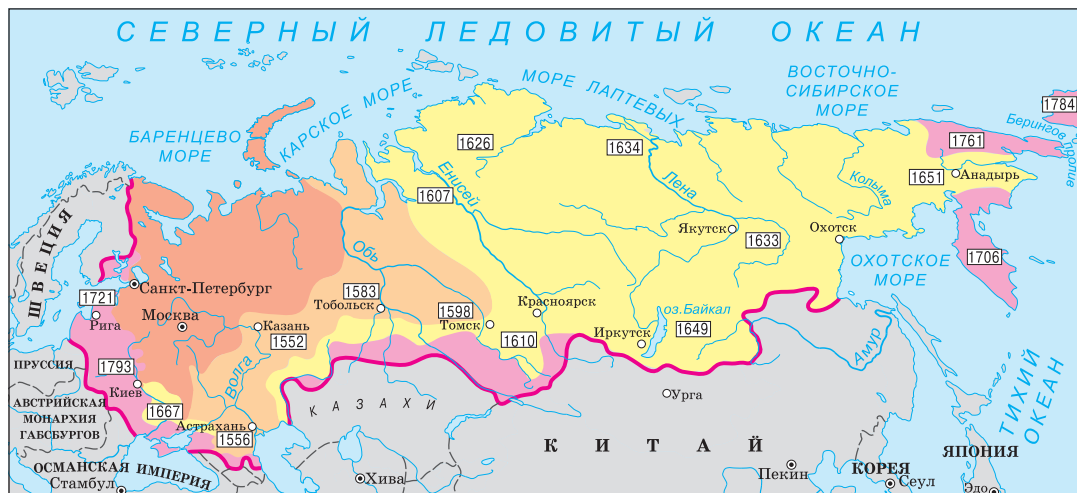 СЕВЕРНЫЙ ЛЕДОВИТЫЙ ОКЕАН
БАРЕНЦЕВО
МОРЕ
КАРСКОЕ МОРЕ
МОРЕ ЛАПТЕВЫХ
ВОСТОЧНО-
СИБИРСКОЕ
МОРЕ
1784
Берингов пролив
1761
1626
1634
1651
Анадырь
1607
Енисей
Лена
Колыма
ШВЕЦИЯ
Якутск
1633
Охотск
1706
ОХОТСКОЕ
МОРЕ
Обь
1721
Санкт-Петербург
Рига
Москва
1583
Тобольск
1598
Томск
Красноярск
1610
Казань
1552
Иркутск
оз.Байкал
1649
Амур
ПРУССИЯ
1793
Киев
Волга
АВСТРИЙСКАЯ
МОНАРХИЯ
ГАБСБУРГОВ
1667
Астрахань
1556
КАЗАХИ
Урга
КИТАЙ
ТИХИЙ
ОКЕАН
ОСМАНСКАЯ ИМПЕРИЯ
Стамбул
Хива
Пекин
КОРЕЯ
Сеул
ЯПОНИЯ
Эдо